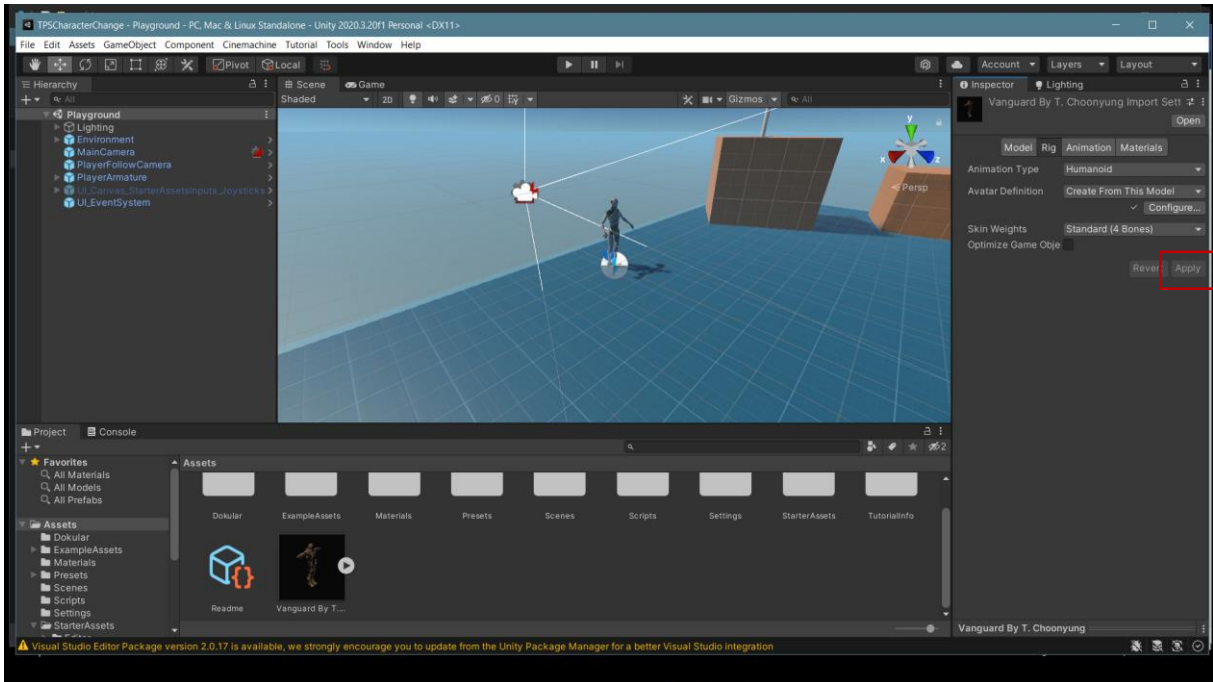 TPSCharacterChange - Playground - PC, Mac & Linux Standalone - Unity 2020.3.20f1 Personal <DX11>
File Edit Assets GameObject Component Cinemachine Tutorial Tools Window Help
Pivot Local Account Layers Layout
Hierarchy
All
Playground
Lighting
Environment
MainCamera
PlayerFollowCamera
PlayerArmature
UI_Canvas_StarterAssetsInputs_Joysticks
UI_EventSystem
Scene Game
Shaded 2D 0 Gizmos All
y
x z
Persp
Inspector Lighting
Vanguard By T. Choonyung Import Sett
Open
Model Rig Animation Materials
Animation Type Humanoid
Avatar Definition Create From This Model
Configure...
Skin Weights Standard (4 Bones)
Optimize Game Obje
Revert Apply
Project Console
2
Favorites
All Materials
All Models
All Prefabs
Assets
Dokular
ExampleAssets
Materials
Presets
Scenes
Scripts
Settings
StarterAssets
Assets
Dokular ExampleAssets Materials Presets Scenes Scripts Settings StarterAssets TutorialInfo
Readme Vanguard By T....
Vanguard By T. Choonyung
Visual Studio Editor Package version 2.0.17 is available, we strongly encourage you to update from the Unity Package Manager for a better Visual Studio integration